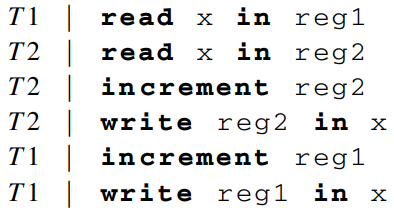 T1 | read x in reg1
T2 | read x in reg2
T2 | increment reg2
T2 | write reg2 in x
T1 | increment reg1
T1 | write reg1 in x